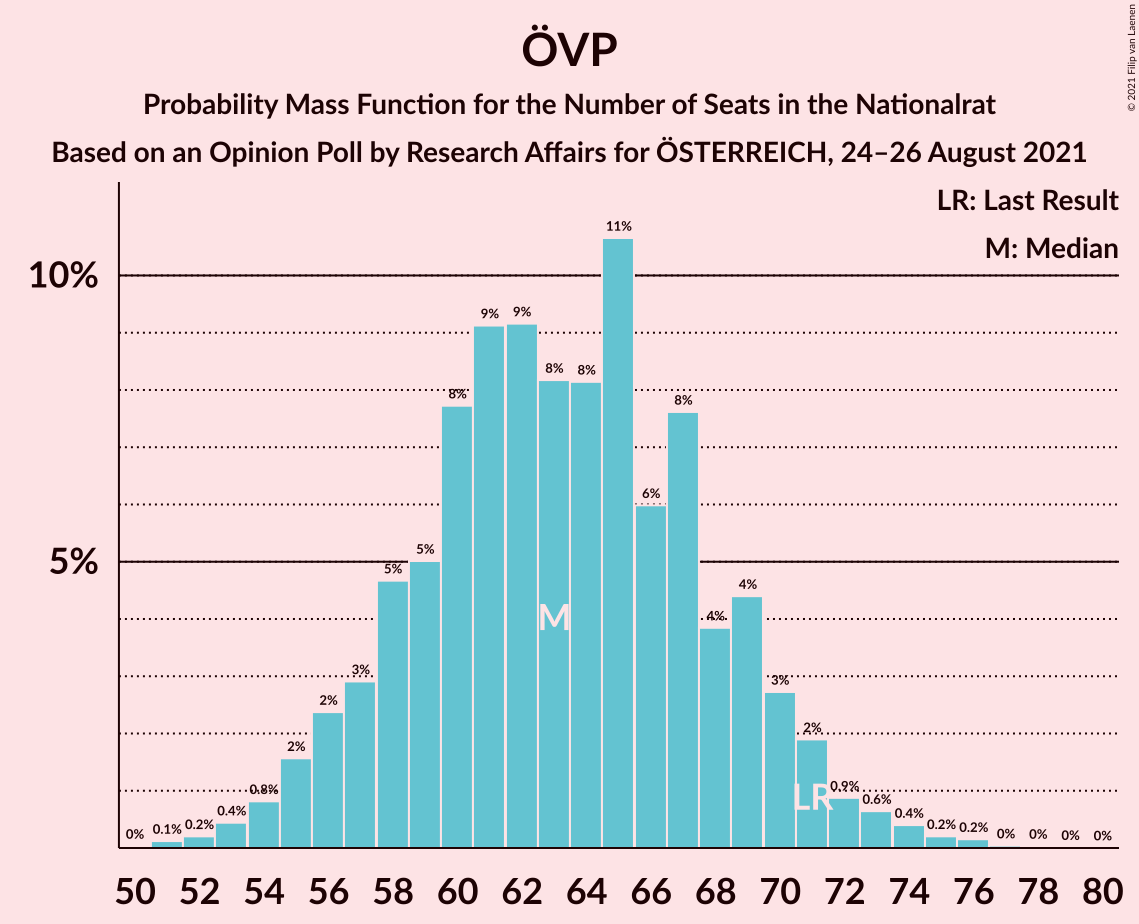 ÖVP
Probability Mass Function for the Number of Seats in the Nationalrat
Based on an Opinion Poll by Research Affairs for ÖSTERREICH, 24–26 August 2021
© 2021 Filip van Laenen
LR: Last Result
M: Median
10%
5%
0% 0.1% 0.2% 0.4% 0.8% 2% 2% 3% 5% 5% 8% 9% 9% 8% 8% 11% 6% 8% 4% 4% 3% 2% 0.9% 0.6% 0.4% 0.2% 0.2% 0% 0% 0% 0%
M
LR
50 52 54 56 58 60 62 64 66 68 70 72 74 76 78 80